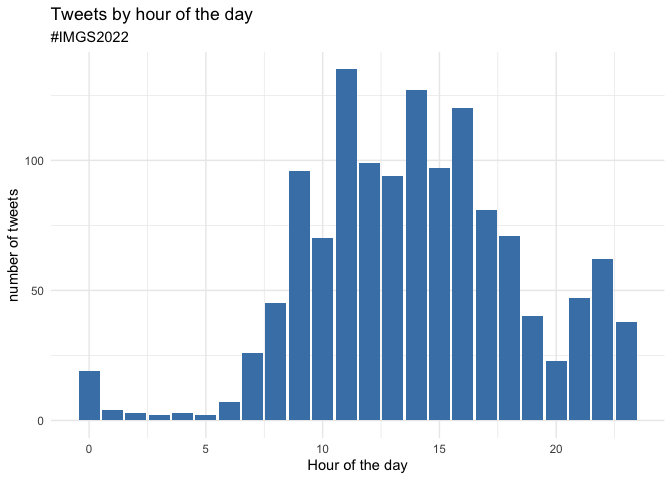 Tweets by hour of the day
#IMGS2022
number of tweets
100
50
0
0 5 10 15 20
Hour of the day